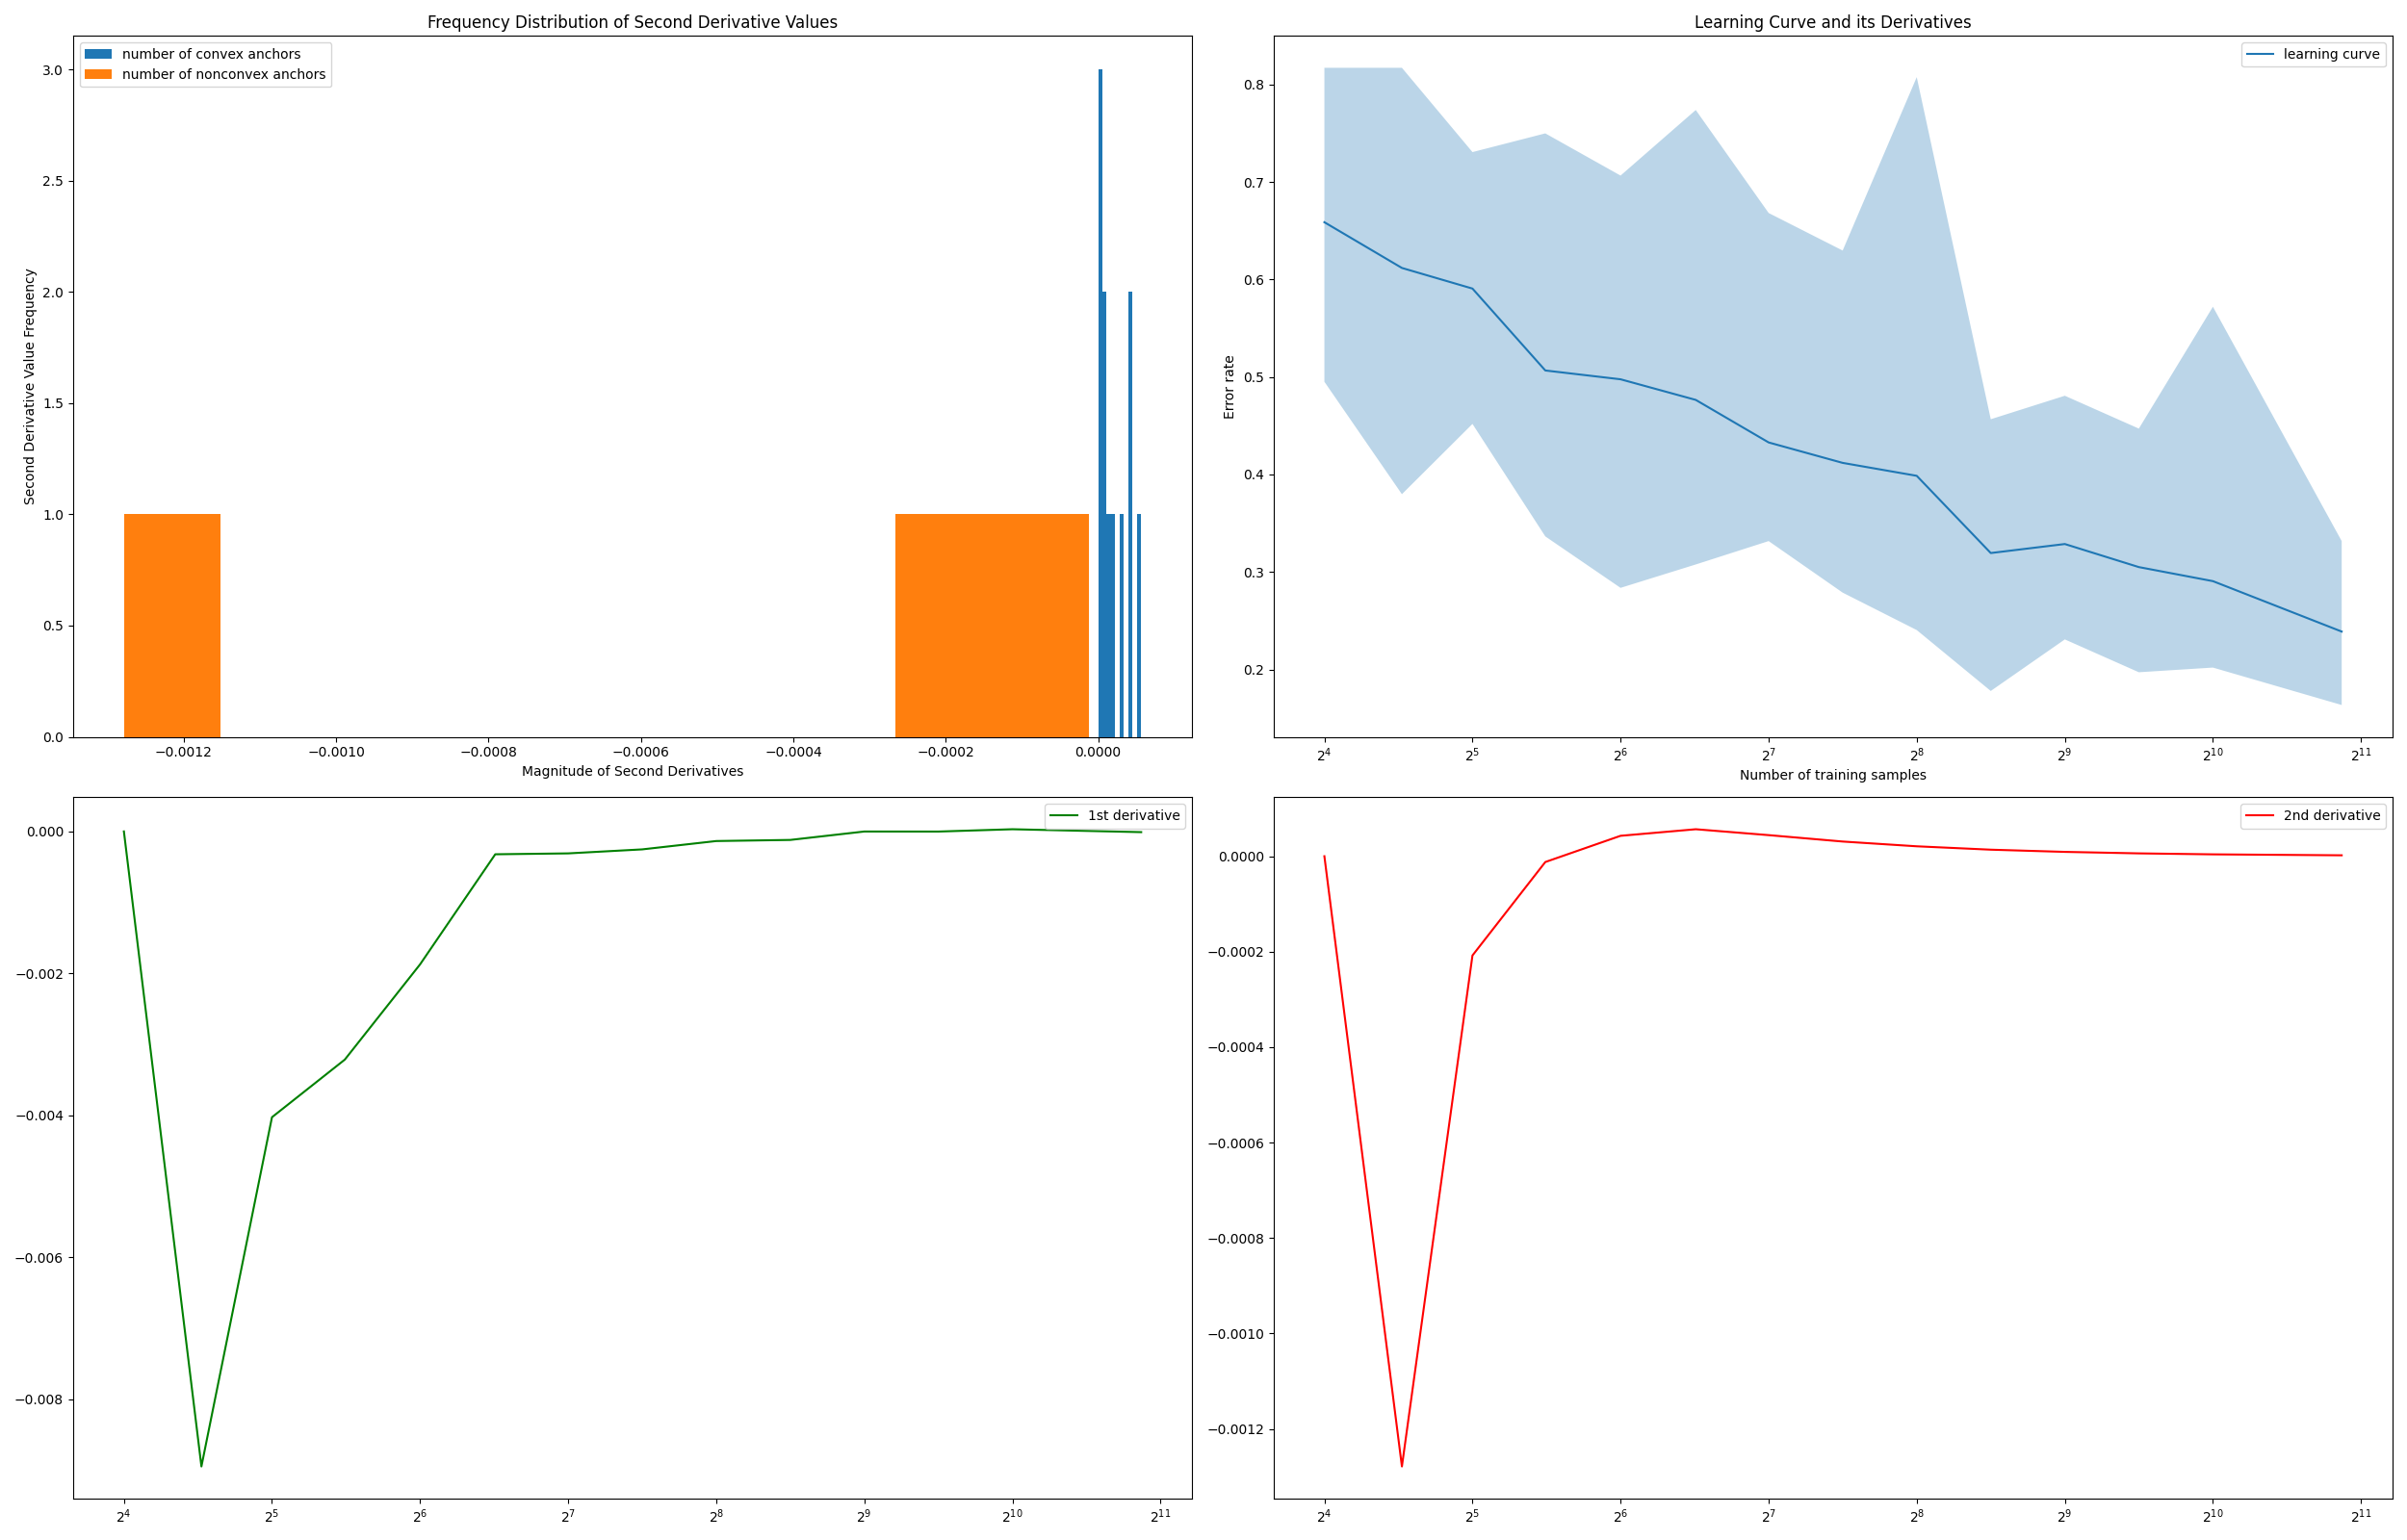 Frequency Distribution of Second Derivative Values
number of convex anchors
number of nonconvex anchors
3.0
2.5
2.0
1.5
1.0
0.5
0.0
Second Derivative Value Frequency
−0.0012 −0.0010 −0.0008 −0.0006 −0.0004 −0.0002 0.0000
Magnitude of Second Derivatives
Learning Curve and its Derivatives
learning curve
0.8
0.7
0.6
0.5
0.4
0.3
0.2
Error rate
2⁴ 2⁵ 2⁶ 2⁷ 2⁸ 2⁹ 2¹⁰ 2¹¹
Number of training samples
1st derivative
0.000
−0.002
−0.004
−0.006
−0.008
2⁴ 2⁵ 2⁶ 2⁷ 2⁸ 2⁹ 2¹⁰ 2¹¹
2nd derivative
0.0000
−0.0002
−0.0004
−0.0006
−0.0008
−0.0010
−0.0012
2⁴ 2⁵ 2⁶ 2⁷ 2⁸ 2⁹ 2¹⁰ 2¹¹